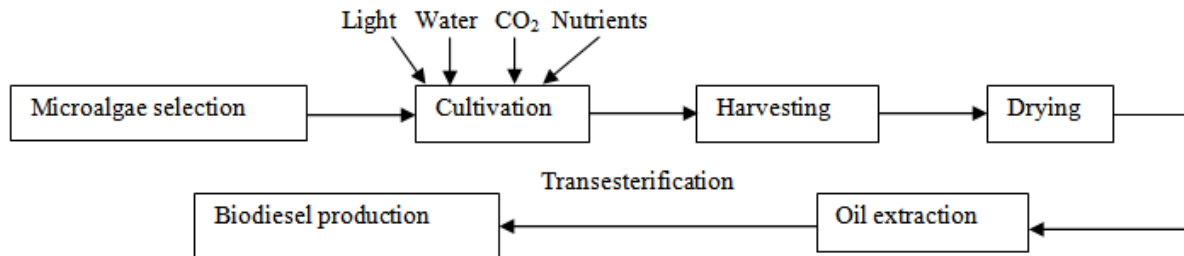 Light Water CO₂ Nutrients
Microalgae selection
Cultivation
Harvesting
Drying
Transesterification
Biodiesel production
Oil extraction